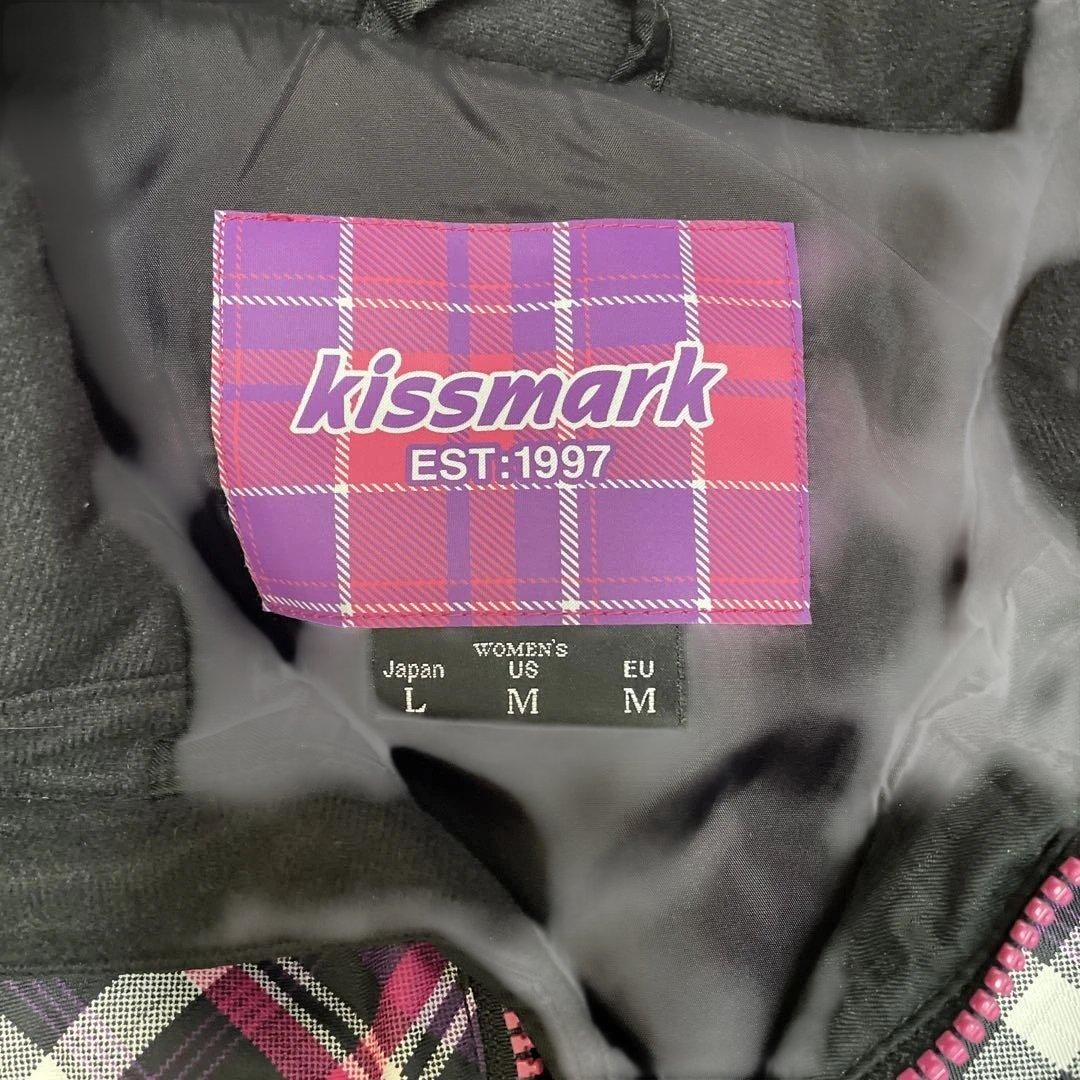 kissmark
EST:1997
WOMEN'S
Japan US EU
L M M